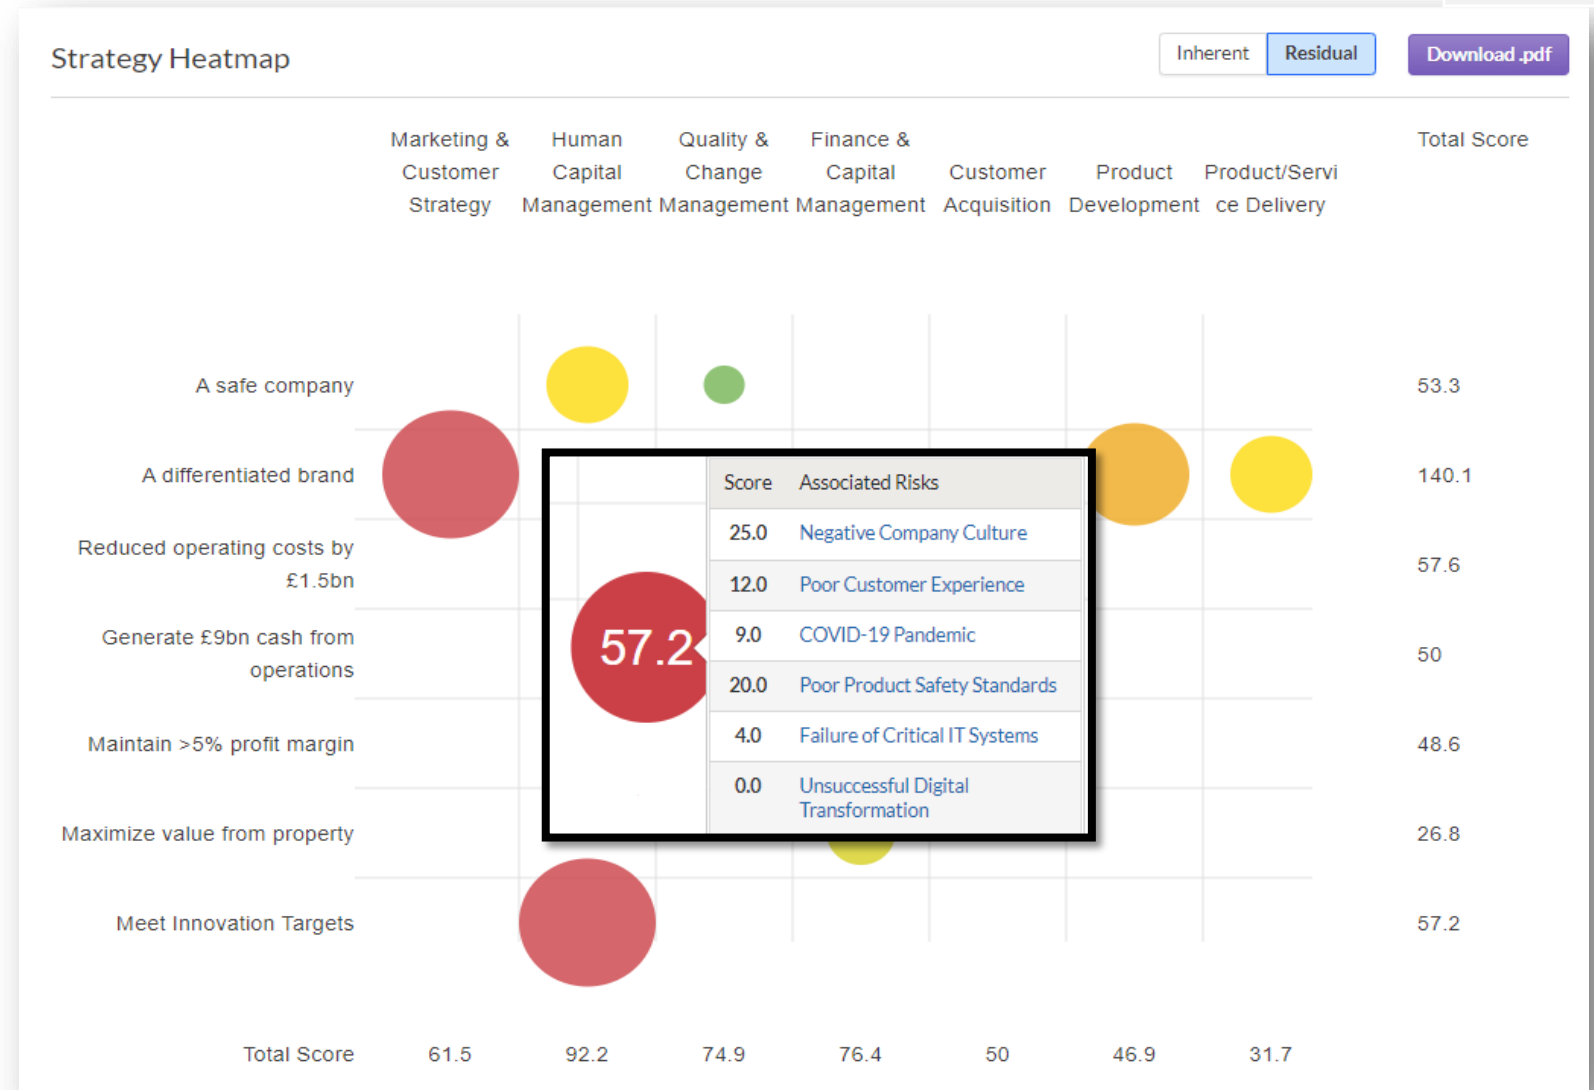 Strategy Heatmap
Inherent Residual Download .pdf
Marketing & Human Quality & Finance & Total Score
Customer Capital Change Capital Customer Product Product/Servi
Strategy Management Management Management Acquisition Development ce Delivery
A safe company 53.3
A differentiated brand 140.1
Reduced operating costs by
£1.5bn
57.6
Generate £9bn cash from
operations
50
Maintain >5% profit margin 48.6
Maximize value from property 26.8
Meet Innovation Targets 57.2
57.2
Score Associated Risks
25.0 Negative Company Culture
12.0 Poor Customer Experience
9.0 COVID-19 Pandemic
20.0 Poor Product Safety Standards
4.0 Failure of Critical IT Systems
0.0 Unsuccessful Digital
Transformation
Total Score 61.5 92.2 74.9 76.4 50 46.9 31.7